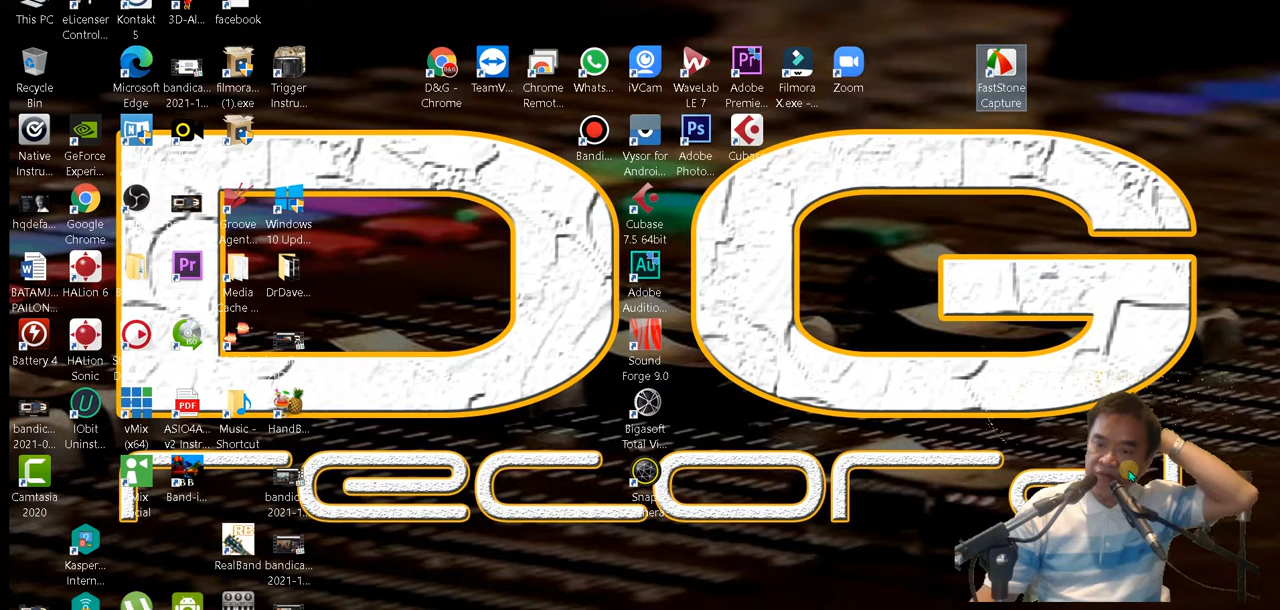 This PC
eLicenser
Control...
Kontakt
5
3D-Al...
facebook
Recycle
Bin
Microsoft
Edge
bandica...
2021-1...
filmora...
(1).exe
Trigger
Instru...
D&G -
Chrome
TeamV...
Chrome
Remot...
Whats...
iVCam
WaveLab
LE 7
Adobe
Premie...
Filmora
X.exe -...
Zoom
FastStone
Capture
Native
Instru...
GeForce
Experi...
Bandi...
Vysor for
Androi...
Adobe
Photo...
Cuba...
hqdefa...
Google
Chrome
Groove
Agent...
Windows
10 Upd...
Cubase
7.5 64bit
BATAMJ...
PAILON...
HALion 6
Media
Cache ...
DrDave...
Adobe
Auditio...
Battery 4
HALion
Sonic
Sound
Forge 9.0
bandic...
2021-0...
IObit
Uninst...
vMix
(x64)
ASIO4A...
v2 Instr...
Music -
Shortcut
HandB...
Bigasoft
Total Vi...
Camtasia
2020
Band-i...
bandica...
2021-1...
Snap
Kasper...
Intern...
RealBand
bandica...
2021-1...
DG
recor